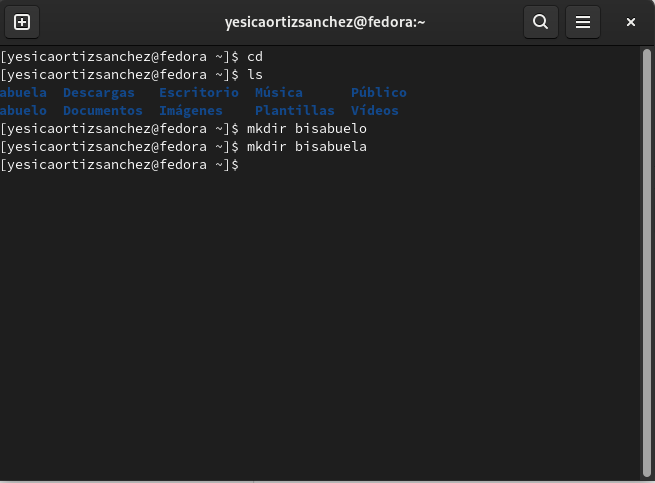 yesicaortizsanchez@fedora:~
[yesicaortizsanchez@fedora ~]$ cd
[yesicaortizsanchez@fedora ~]$ ls
abuela  Descargas   Escritorio  Música      Público
abuelo  Documentos  Imágenes    Plantillas  Vídeos
[yesicaortizsanchez@fedora ~]$ mkdir bisabuelo
[yesicaortizsanchez@fedora ~]$ mkdir bisabuela
[yesicaortizsanchez@fedora ~]$